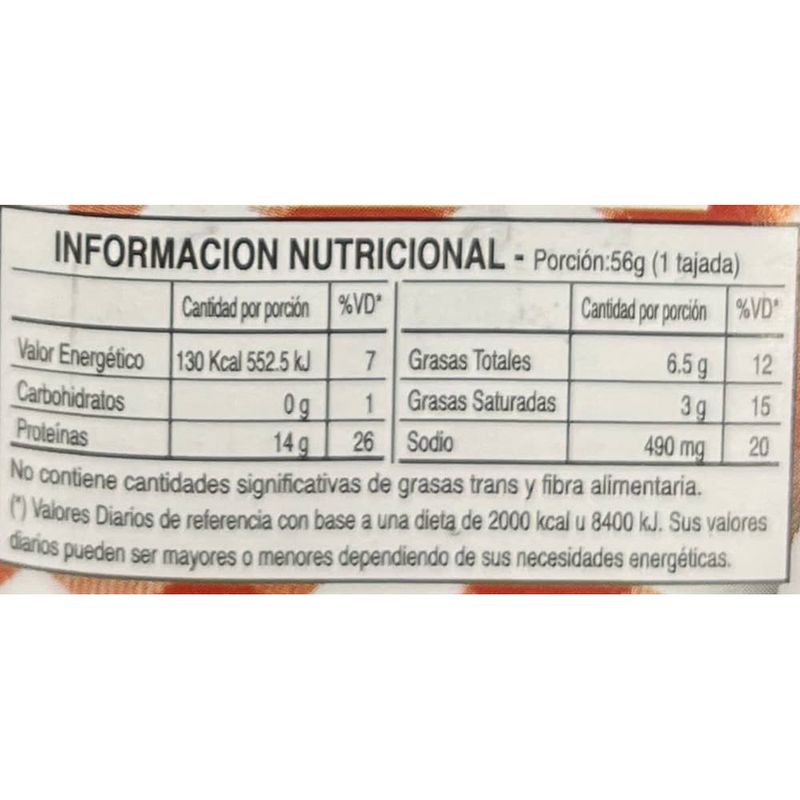 INFORMACION NUTRICIONAL - Porción:56g (1 tajada)
Cantidad por porción %VD* Cantidad por porción %VD*
Valor Energético 130 Kcal 552.5 kJ 7 Grasas Totales 6.5 g 12
Carbohidratos 0 g 1 Grasas Saturadas 3 g 15
Proteínas 14 g 26 Sodio 490 mg 20
No contiene cantidades significativas de grasas trans y fibra alimentaria.
(*) Valores Diarios de referencia con base a una dieta de 2000 kcal u 8400 kJ. Sus valores
diarios pueden ser mayores o menores dependiendo de sus necesidades energéticas.